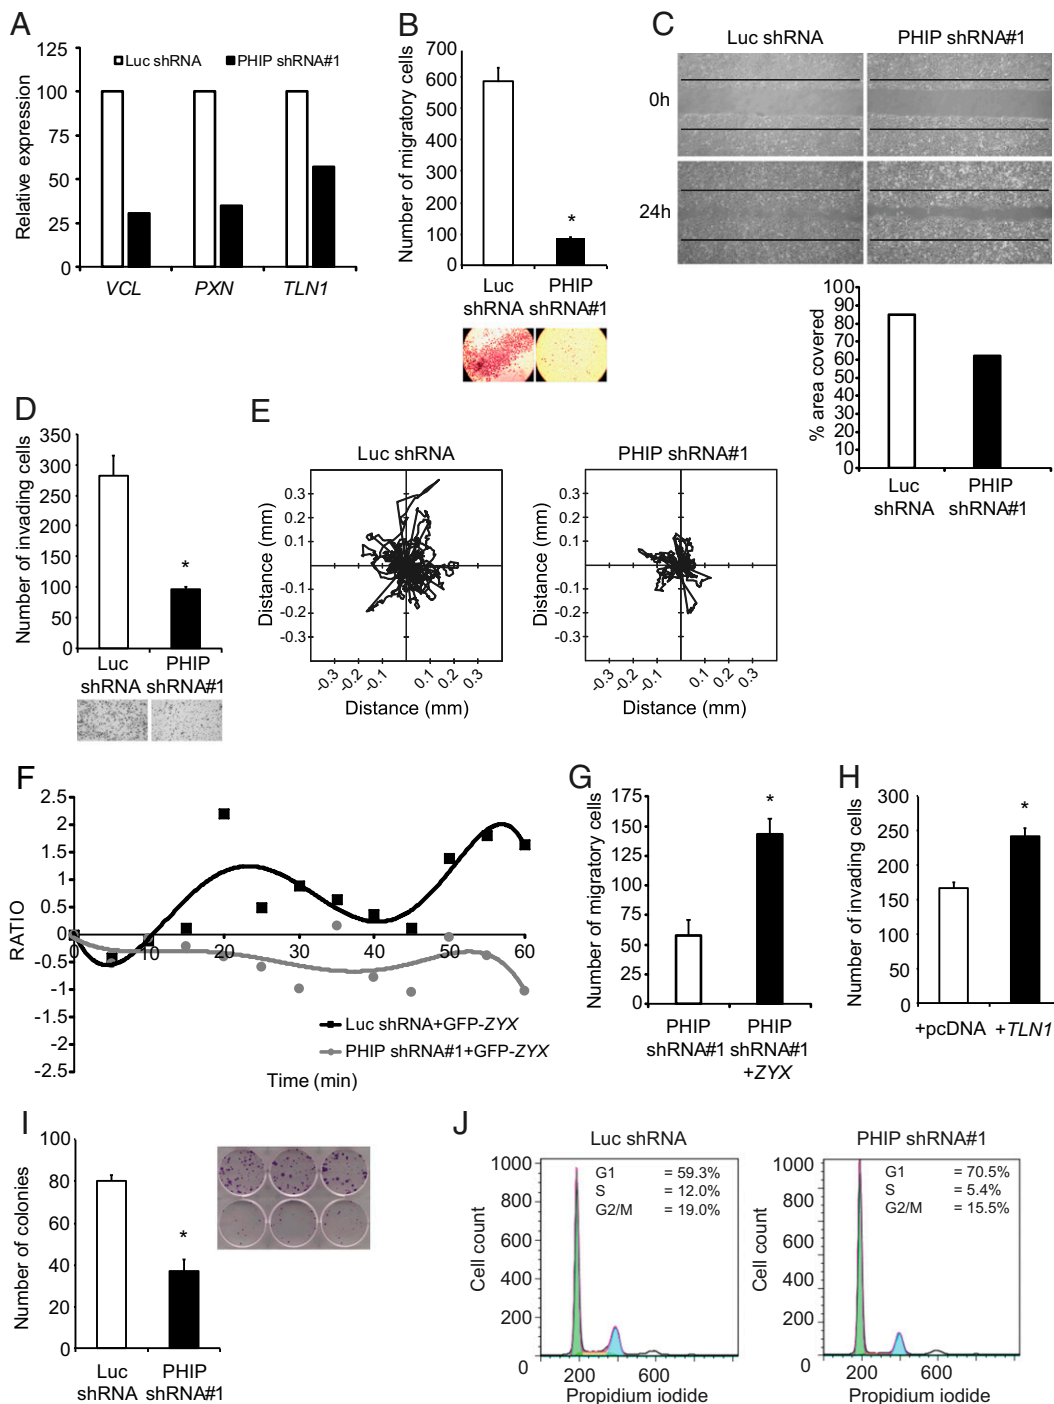 A
125
100
75
50
25
0
Relative expression
Luc shRNA
PHIP shRNA#1
VCL
PXN
TLN1
B
700
600
500
400
300
200
100
0
Number of migratory cells
*
Luc
shRNA
PHIP
shRNA#1
C
Luc shRNA
PHIP shRNA#1
0h
24h
100
90
80
70
60
50
40
30
20
10
0
% area covered
Luc
shRNA
PHIP
shRNA#1
D
350
300
250
200
150
100
50
0
Number of invading cells
*
Luc
shRNA
PHIP
shRNA#1
E
Luc shRNA
0.3
0.2
0.1
-0.1
-0.2
-0.3
Distance (mm)
-0.3
-0.2
-0.1
0.1
0.2
0.3
Distance (mm)
PHIP shRNA#1
0.3
0.2
0.1
-0.1
-0.2
-0.3
Distance (mm)
-0.3
-0.2
-0.1
0.1
0.2
0.3
Distance (mm)
F
2.5
2
1.5
1
0.5
0
-0.5
-1
-1.5
-2
-2.5
RATIO
0
10
20
30
40
50
60
Luc shRNA+GFP-ZYX
PHIP shRNA#1+GFP-ZYX
Time (min)
G
175
150
125
100
75
50
25
0
Number of migratory cells
*
PHIP
shRNA#1
PHIP
shRNA#1
+ZYX
H
300
250
200
150
100
50
0
Number of invading cells
*
+pcDNA
+TLN1
I
100
80
60
40
20
0
Number of colonies
*
Luc
shRNA
PHIP
shRNA#1
J
Luc shRNA
1000
800
600
400
200
0
Cell count
G1 = 59.3%
S = 12.0%
G2/M = 19.0%
200
600
Propidium iodide
PHIP shRNA#1
1000
800
600
400
200
0
Cell count
G1 = 70.5%
S = 5.4%
G2/M = 15.5%
200
600
Propidium iodide